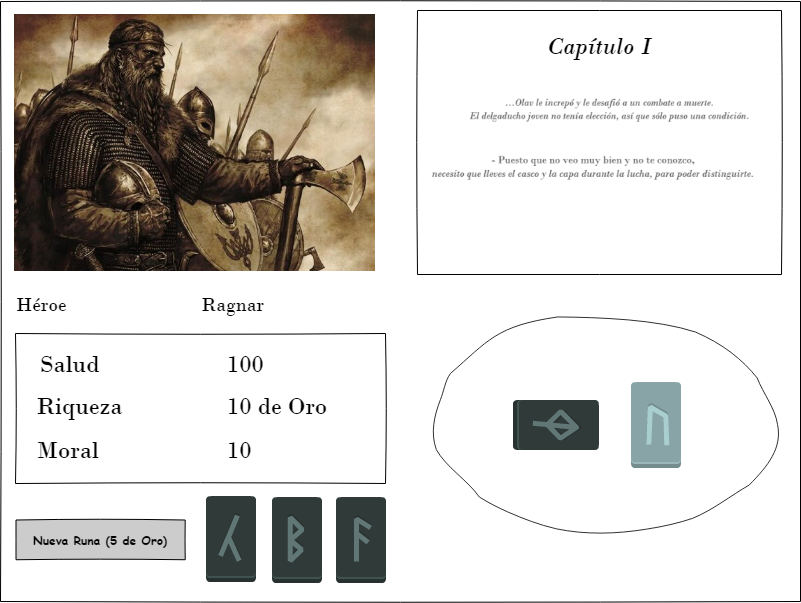 Capítulo I
...Olav le increpó y le desafió a un combate a muerte.
El delgaducho joven no tenía elección, así que sólo puso una condición.
- Puesto que no veo muy bien y no te conozco,
necesito que lleves el casco y la capa durante la lucha, para poder distinguirte.
Héroe Ragnar
Salud 100
Riqueza 10 de Oro
Moral 10
Nueva Runa (5 de Oro)